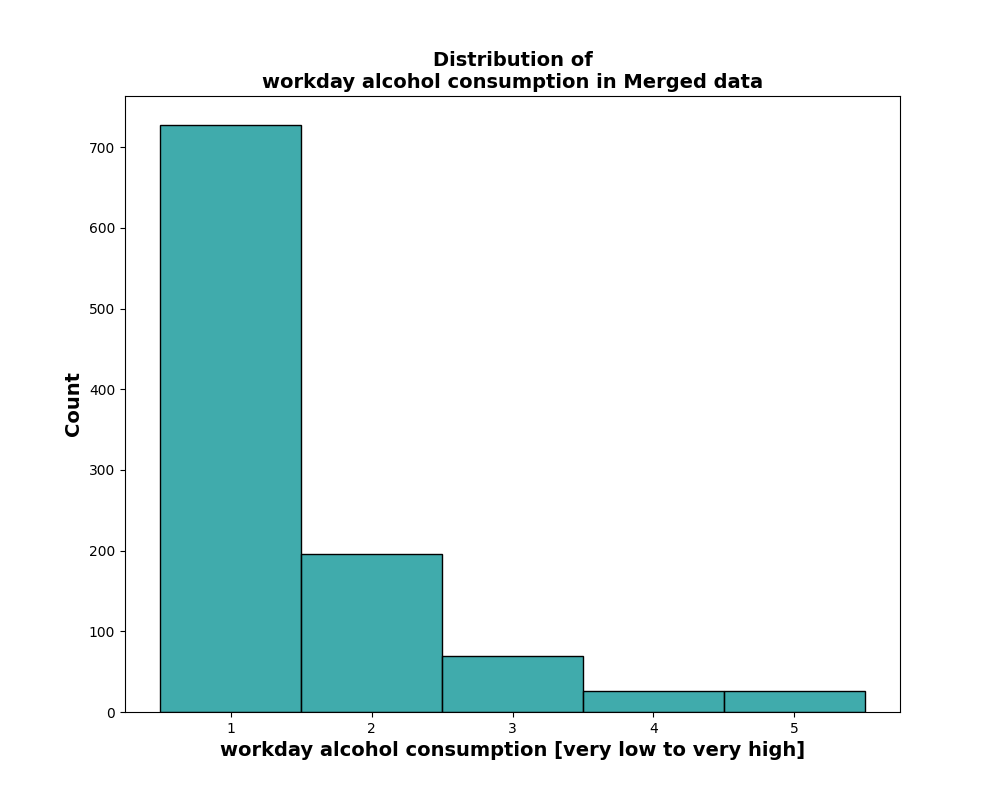 Distribution of
workday alcohol consumption in Merged data
Count
700
600
500
400
300
200
100
0
1 2 3 4 5
workday alcohol consumption [very low to very high]